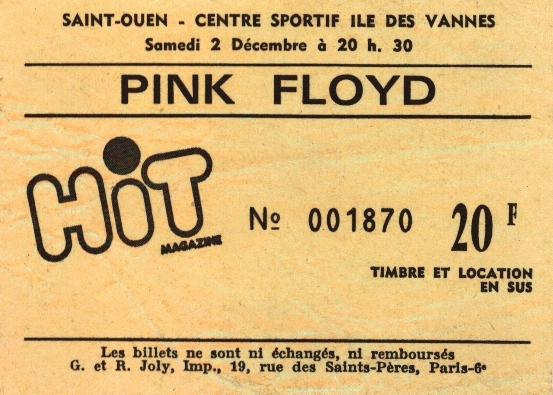 SAINT-OUEN - CENTRE SPORTIF ILE DES VANNES
Samedi 2 Décembre à 20 h. 30
PINK FLOYD
HiT
MAGAZINE
Nº 001870 20 F
TIMBRE ET LOCATION
EN SUS
Les billets ne sont ni échangés, ni remboursés
G. et R. Joly, Imp., 19, rue des Saints-Pères, Paris-6e